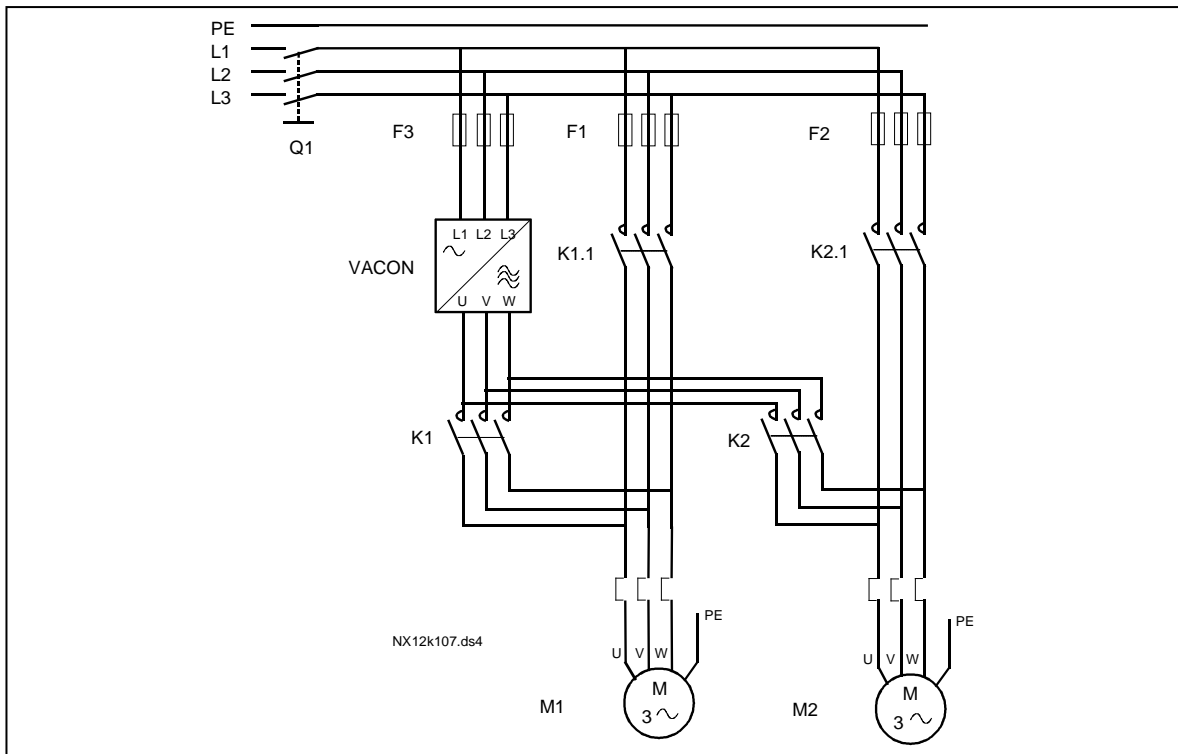 PE
L1
L2
L3
Q1
F3
F1
F2
L1 L2 L3
VACON
U V W
K1.1
K2.1
K1
K2
NX12k107.ds4
PE
U V W
M
3
M1
PE
U V W
M
3
M2